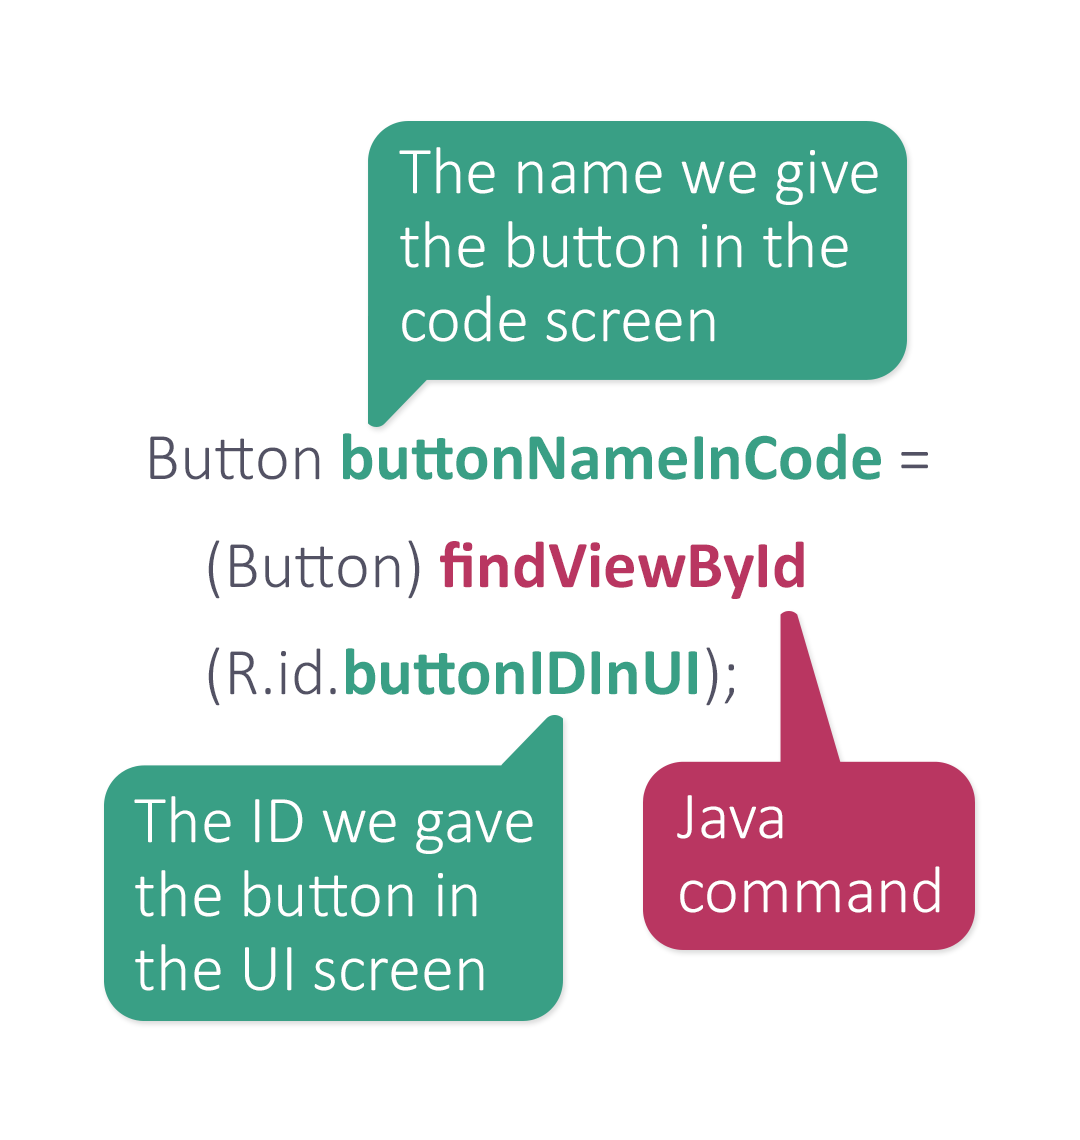 The name we give
the button in the
code screen
Button buttonNameInCode =
(Button) findViewById
(R.id.buttonIDInUI);
The ID we gave
the button in
the UI screen
Java
command